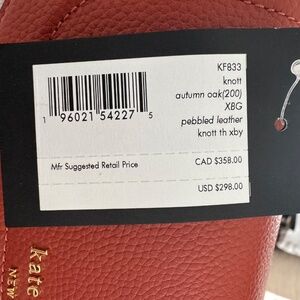 KF833
knott
autumn oak(200)
XBG
pebbled leather
knott th xby
1 96021 54227 5
Mfr Suggested Retail Price CAD $358.00
USD $298.00
kate
NEW